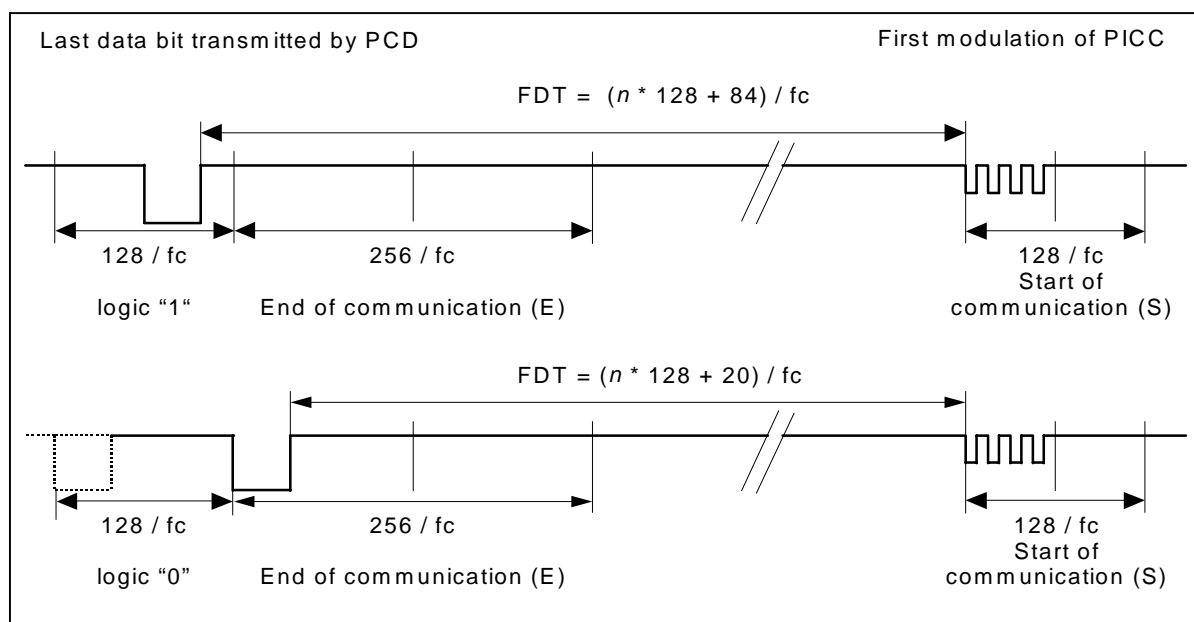 Last data bit transmitted by PCD
First modulation of PICC
FDT = (n * 128 + 84) / fc
128 / fc
256 / fc
128 / fc
logic “1“
End of communication (E)
Start of
communication (S)
FDT = (n * 128 + 20) / fc
128 / fc
256 / fc
128 / fc
logic “0”
End of communication (E)
Start of
communication (S)